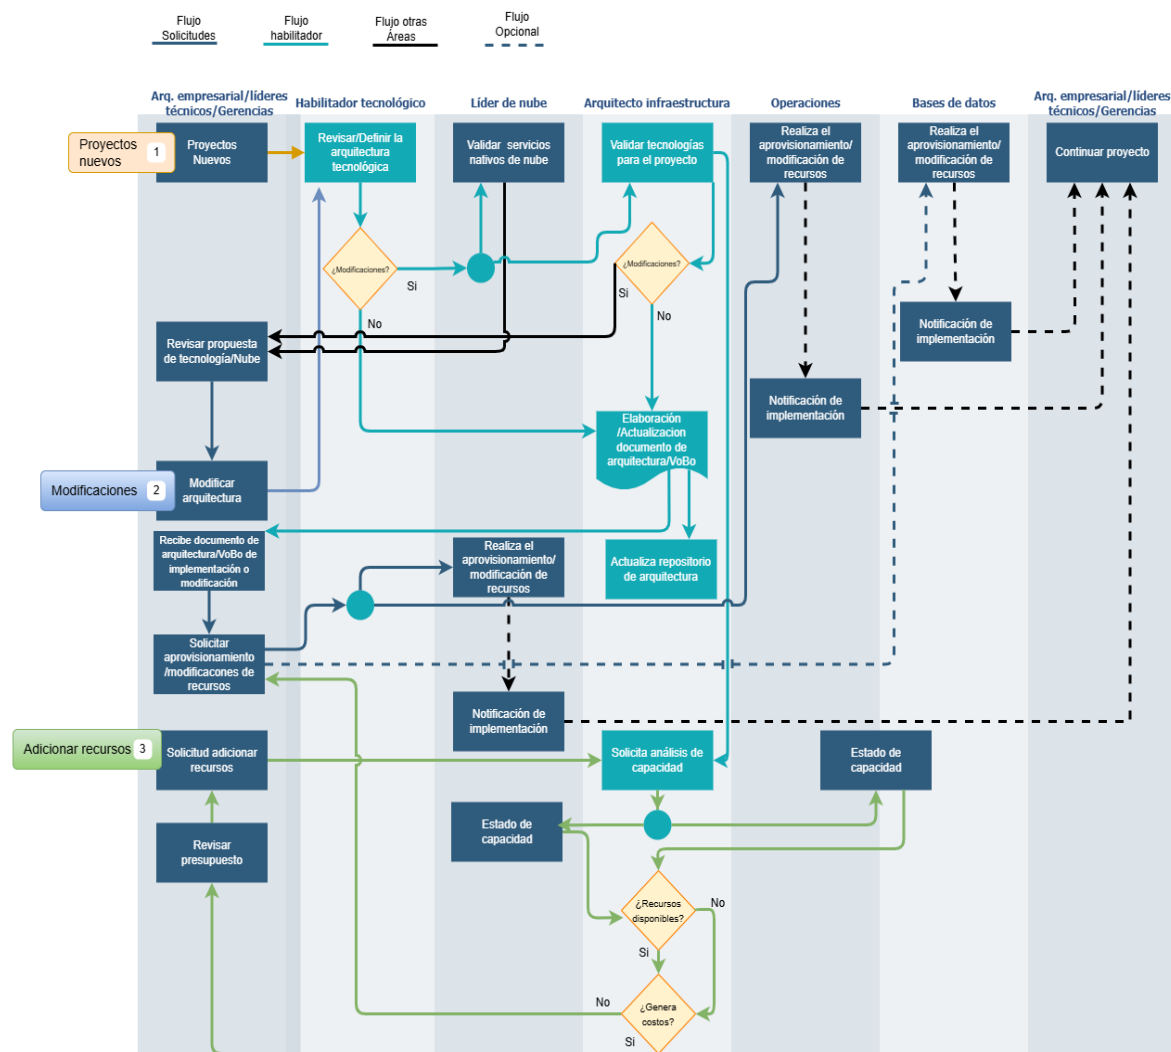 Flujo
Solicitudes
Flujo
habilitador
Flujo otras
Áreas
Flujo
Opcional
Arq. empresarial/líderes
técnicos/Gerencias
Habilitador tecnológico
Líder de nube
Arquitecto infraestructura
Operaciones
Bases de datos
Arq. empresarial/líderes
técnicos/Gerencias
Proyectos
nuevos
1
Proyectos
Nuevos
Revisar/Definir la
arquitectura
tecnológica
Validar servicios
nativos de nube
Validar tecnologías
para el proyecto
Realiza el
aprovisionamiento/
modificación de
recursos
Realiza el
aprovisionamiento/
modificación de
recursos
Continuar proyecto
¿Modificaciones?
Si
No
¿Modificaciones?
Si
No
Revisar propuesta
de tecnología/Nube
Notificación de
implementación
Notificación de
implementación
Elaboración
/Actualizacion
documento de
arquitectura/VoBo
Modificaciones
2
Modificar
arquitectura
Recibe documento de
arquitectura/VoBo de
implementación o
modificación
Realiza el
aprovisionamiento/
modificación de
recursos
Actualiza repositorio
de arquitectura
Solicitar
aprovisionamiento
/modificacones de
recursos
Notificación de
implementación
Adicionar recursos
3
Solicitud adicionar
recursos
Solicita análisis de
capacidad
Estado de
capacidad
Estado de
capacidad
Revisar
presupuesto
¿Recursos
disponibles?
No
Si
¿Genera
costos?
No
Si